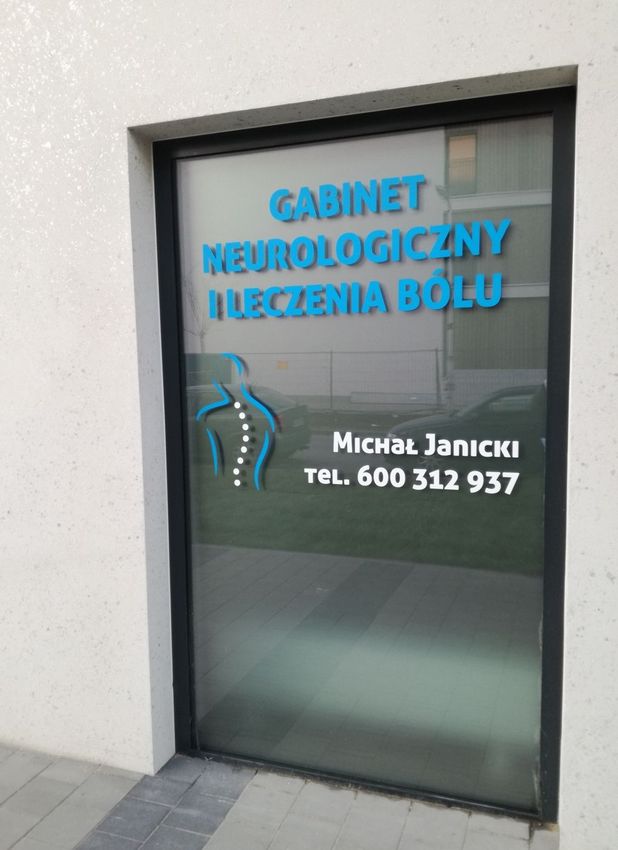 GABINET
NEUROLOGICZNY
I LECZENIA BÓLU
MICHAŁ JANICKI
TEL. 600 312 937